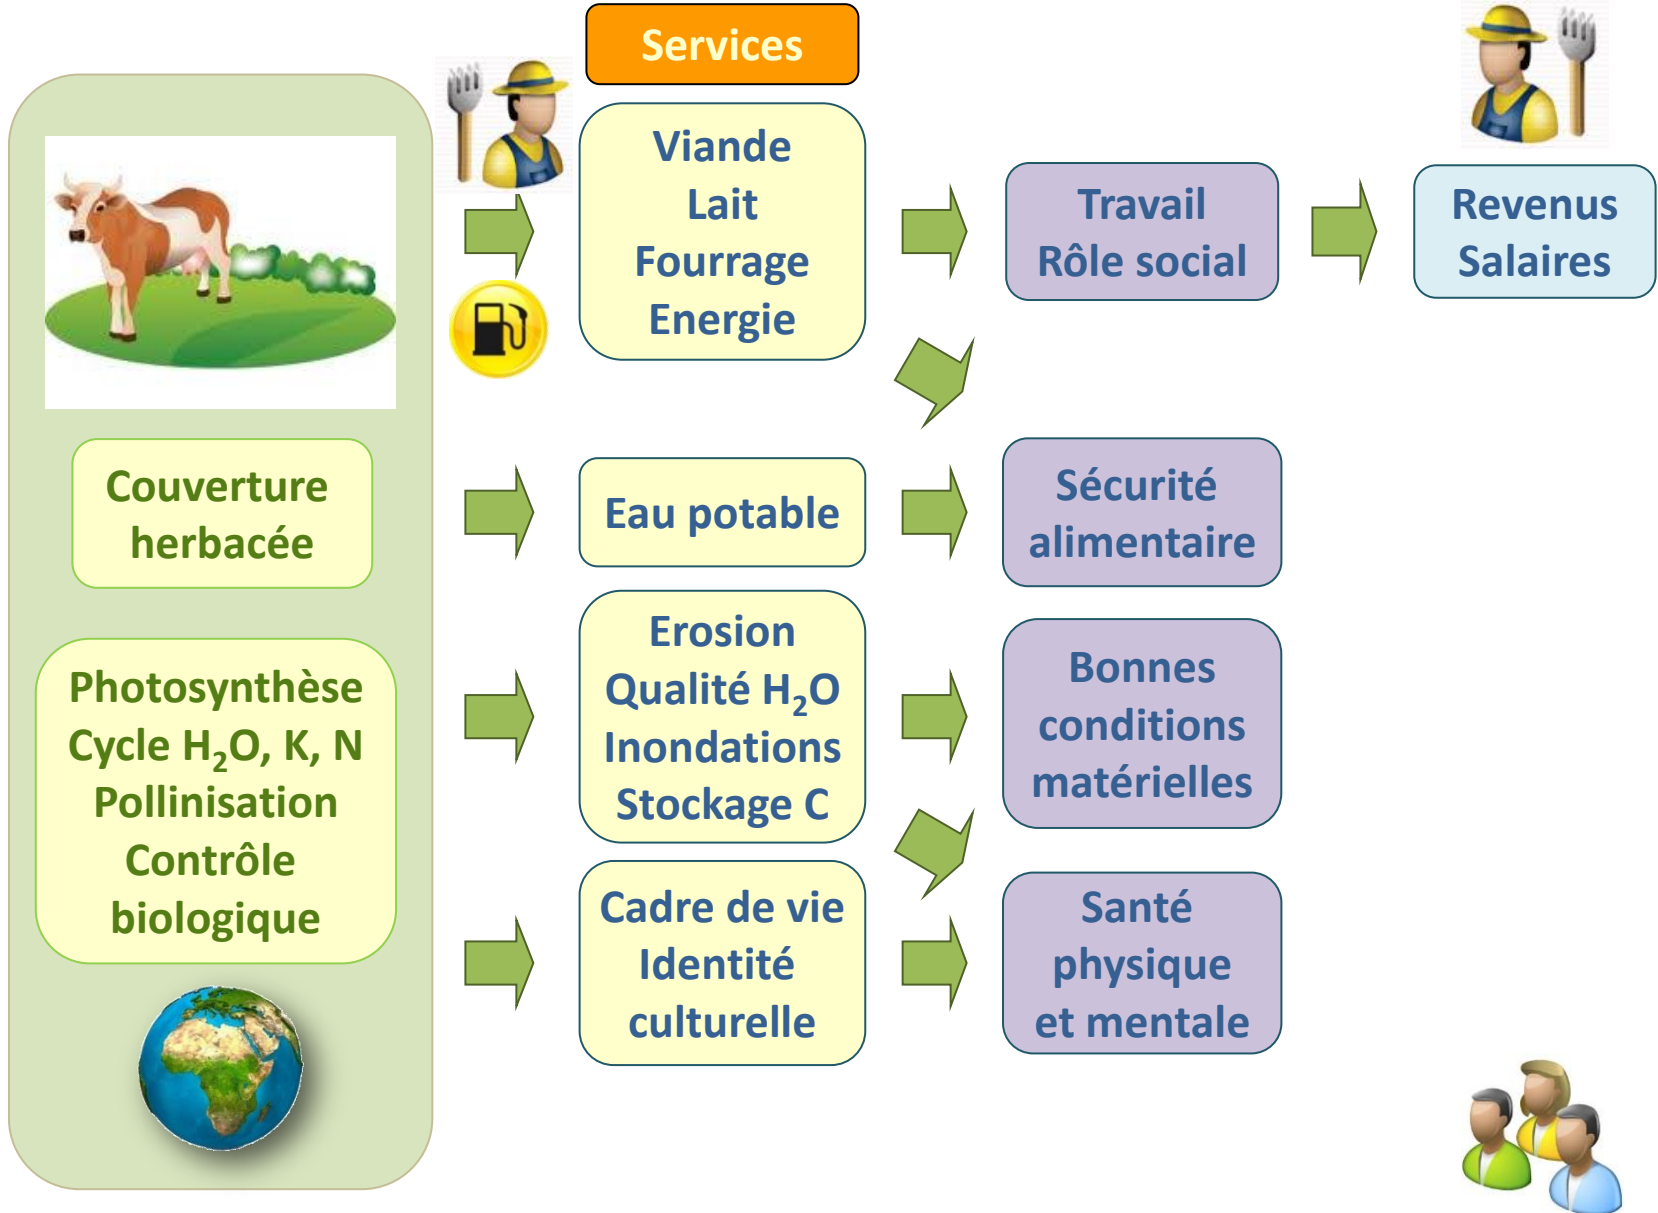 Services
Viande
Lait
Fourrage
Energie
Travail
Rôle social
Revenus
Salaires
Couverture
herbacée
Eau potable
Sécurité
alimentaire
Photosynthèse
Cycle H₂O, K, N
Pollinisation
Contrôle
biologique
Erosion
Qualité H₂O
Inondations
Stockage C
Bonnes
conditions
matérielles
Cadre de vie
Identité
culturelle
Santé
physique
et mentale